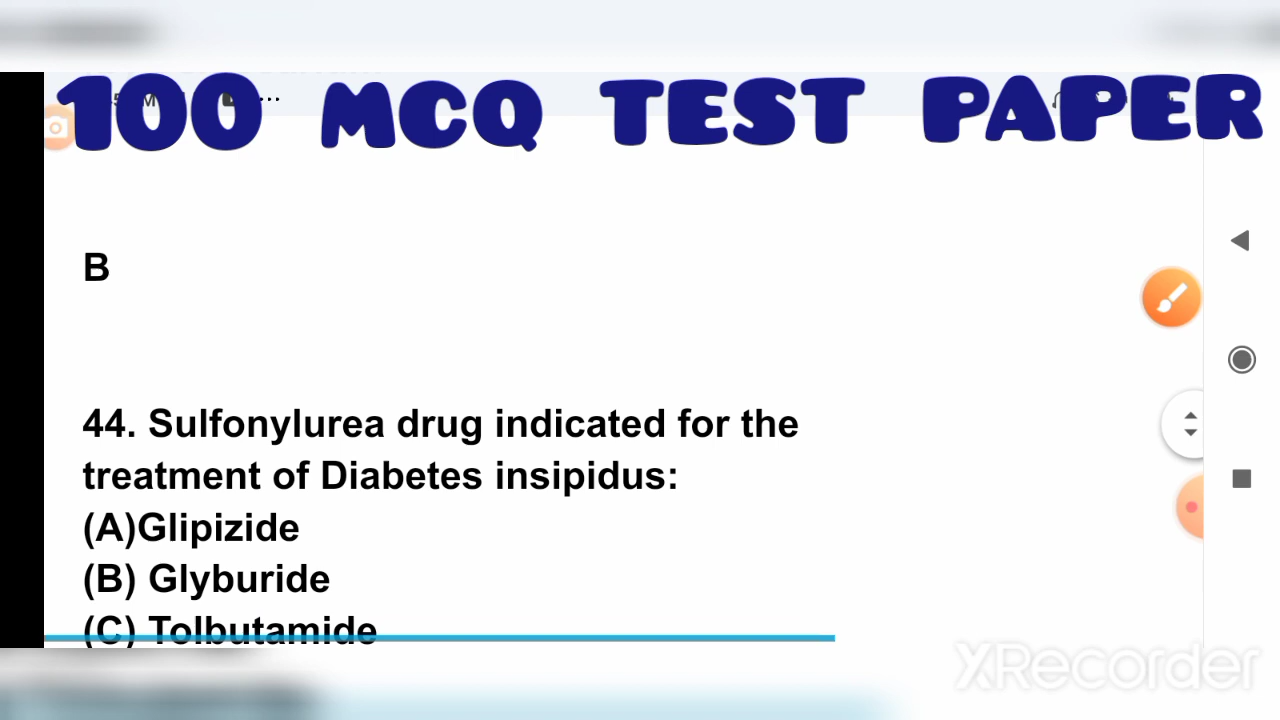 100 MCQ TEST PAPER
B
44. Sulfonylurea drug indicated for the
treatment of Diabetes insipidus:
(A)Glipizide
(B) Glyburide
(C) Tolbutamide
XRecorder